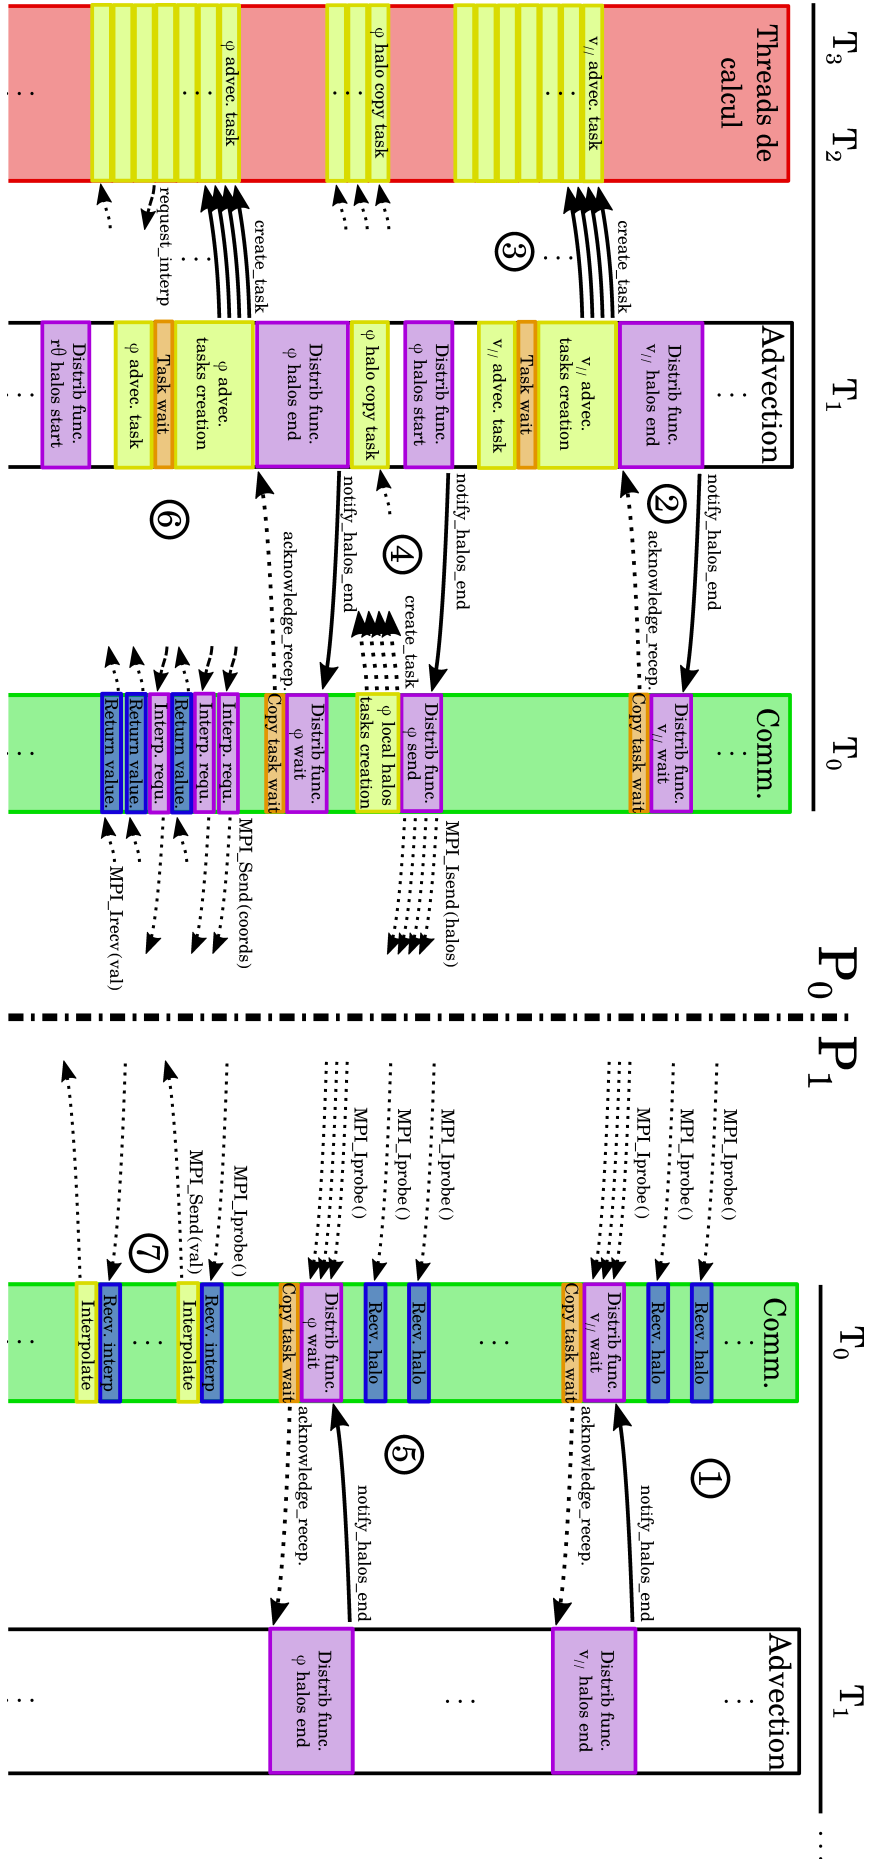 P₀
P₁
T₃
T₂
T₁
T₀
T₀
T₁
...
Threads de
calcul
v// advec. task
...
φ halo copy task
...
φ advec. task
...
...
create_task
...
③
create_task
...
request_interp
Advection
...
Distrib func.
v// halos end
v// advec.
tasks creation
Task wait
v// advec. task
Distrib func.
φ halos start
φ halo copy task
Distrib func.
φ halos end
φ advec.
tasks creation
Task wait
φ advec. task
Distrib func.
rθ halos start
...
notify_halos_end
②
acknowledge_recep.
notify_halos_end
④
create_task
notify_halos_end
acknowledge_recep.
⑥
Comm.
...
Distrib func.
v// wait
Copy task wait
Distrib func.
φ send
φ local halos
tasks creation
Distrib func.
φ wait
Copy task wait
Interp. requ.
Interp. requ.
Return value.
Interp. requ.
Return value.
Return value.
...
MPI_Isend(halos)
MPI_Send(coords)
MPI_Irecv(val)
MPI_Iprobe()
MPI_Iprobe()
MPI_Iprobe()
MPI_Iprobe()
MPI_Iprobe()
MPI_Iprobe()
MPI_Iprobe()
MPI_Send(val)
⑦
Comm.
...
Recv. halo
Recv. halo
Distrib func.
v// wait
Copy task wait
...
Recv. halo
Recv. halo
Distrib func.
φ wait
Copy task wait
Recv. interp
Interpolate
...
Recv. interp
Interpolate
...
①
notify_halos_end
acknowledge_recep.
⑤
notify_halos_end
acknowledge_recep.
Advection
...
Distrib func.
v// halos end
...
Distrib func.
φ halos end
...